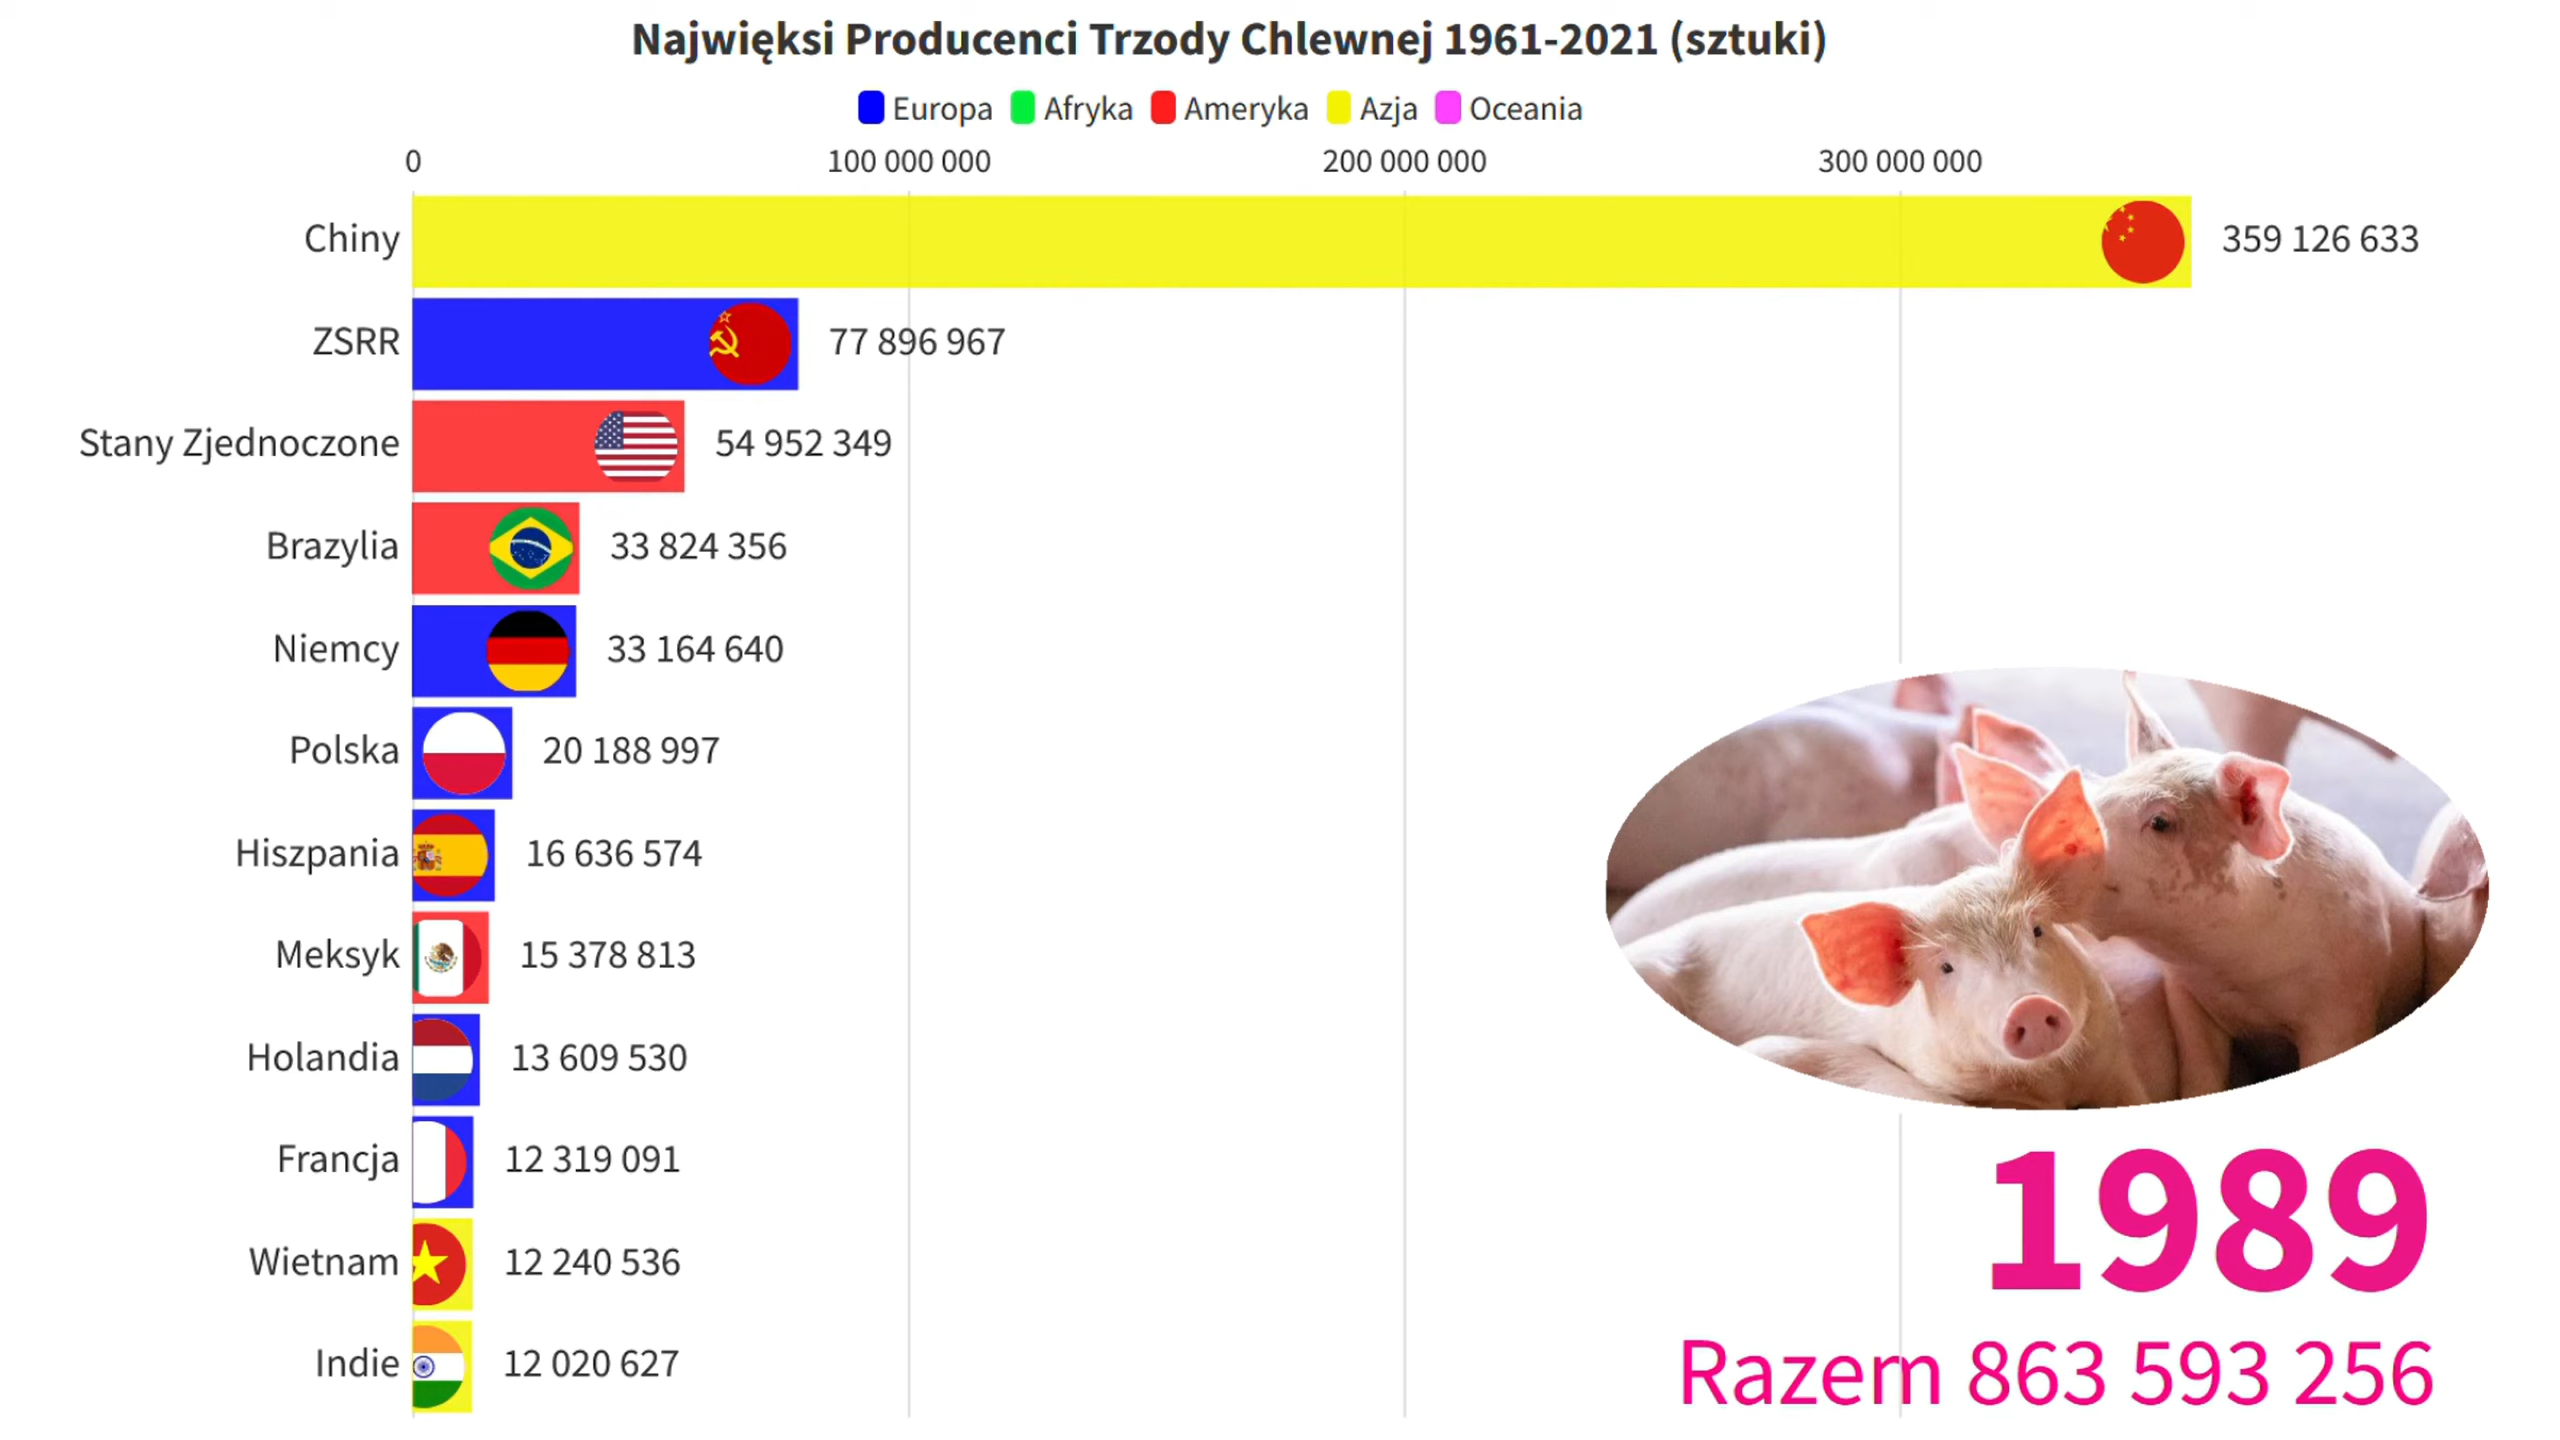 Najwięksi Producenci Trzody Chlewnej 1961-2021 (sztuki)
Europa Afryka Ameryka Azja Oceania
0 100 000 000 200 000 000 300 000 000
Chiny 359 126 633
ZSRR 77 896 967
Stany Zjednoczone 54 952 349
Brazylia 33 824 356
Niemcy 33 164 640
Polska 20 188 997
Hiszpania 16 636 574
Meksyk 15 378 813
Holandia 13 609 530
Francja 12 319 091
Wietnam 12 240 536
Indie 12 020 627
1989
Razem 863 593 256